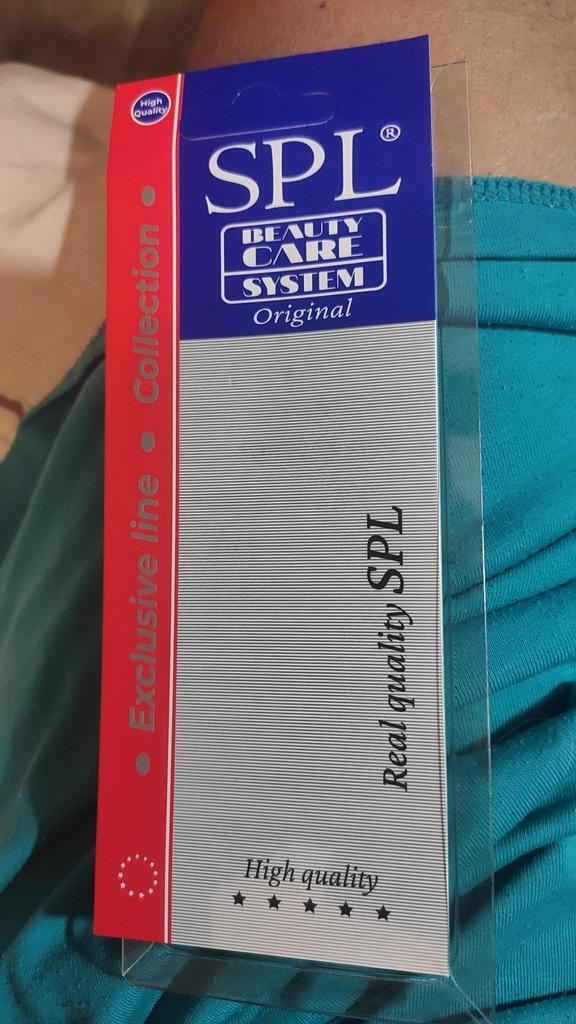 High
Quality
SPL®
BEAUTY
CARE
SYSTEM
Original
• Exclusive line • Collection •
Real quality SPL
High quality
★ ★ ★ ★ ★